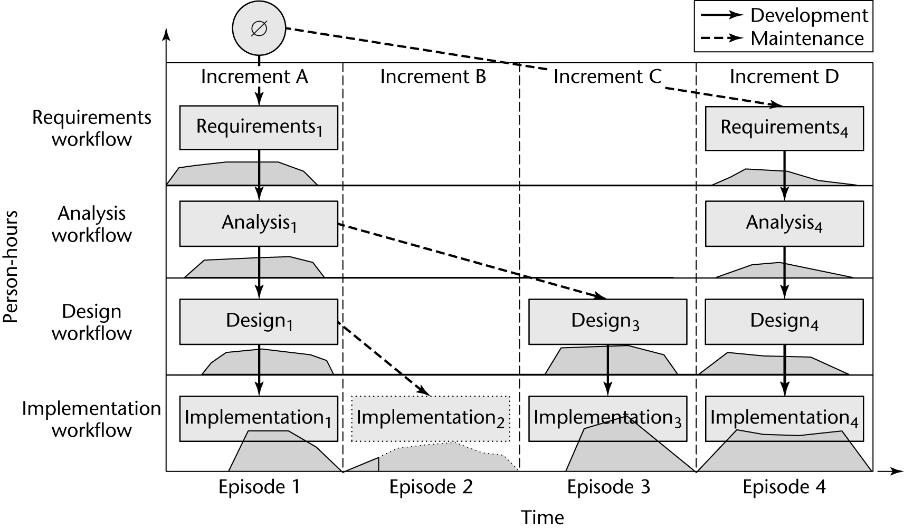 ∅
Development
Maintenance
Increment A
Increment B
Increment C
Increment D
Requirements
workflow
Requirements1
Requirements4
Analysis
workflow
Analysis1
Analysis4
Person-hours
Design
workflow
Design1
Design3
Design4
Implementation
workflow
Implementation1
Implementation2
Implementation3
Implementation4
Episode 1
Episode 2
Episode 3
Episode 4
Time